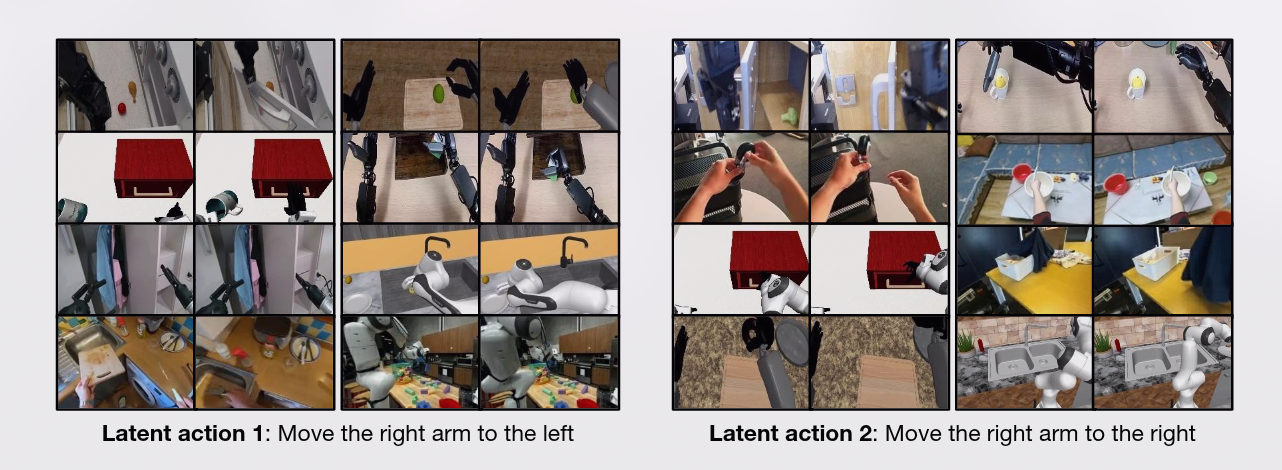 Latent action 1: Move the right arm to the left
Latent action 2: Move the right arm to the right